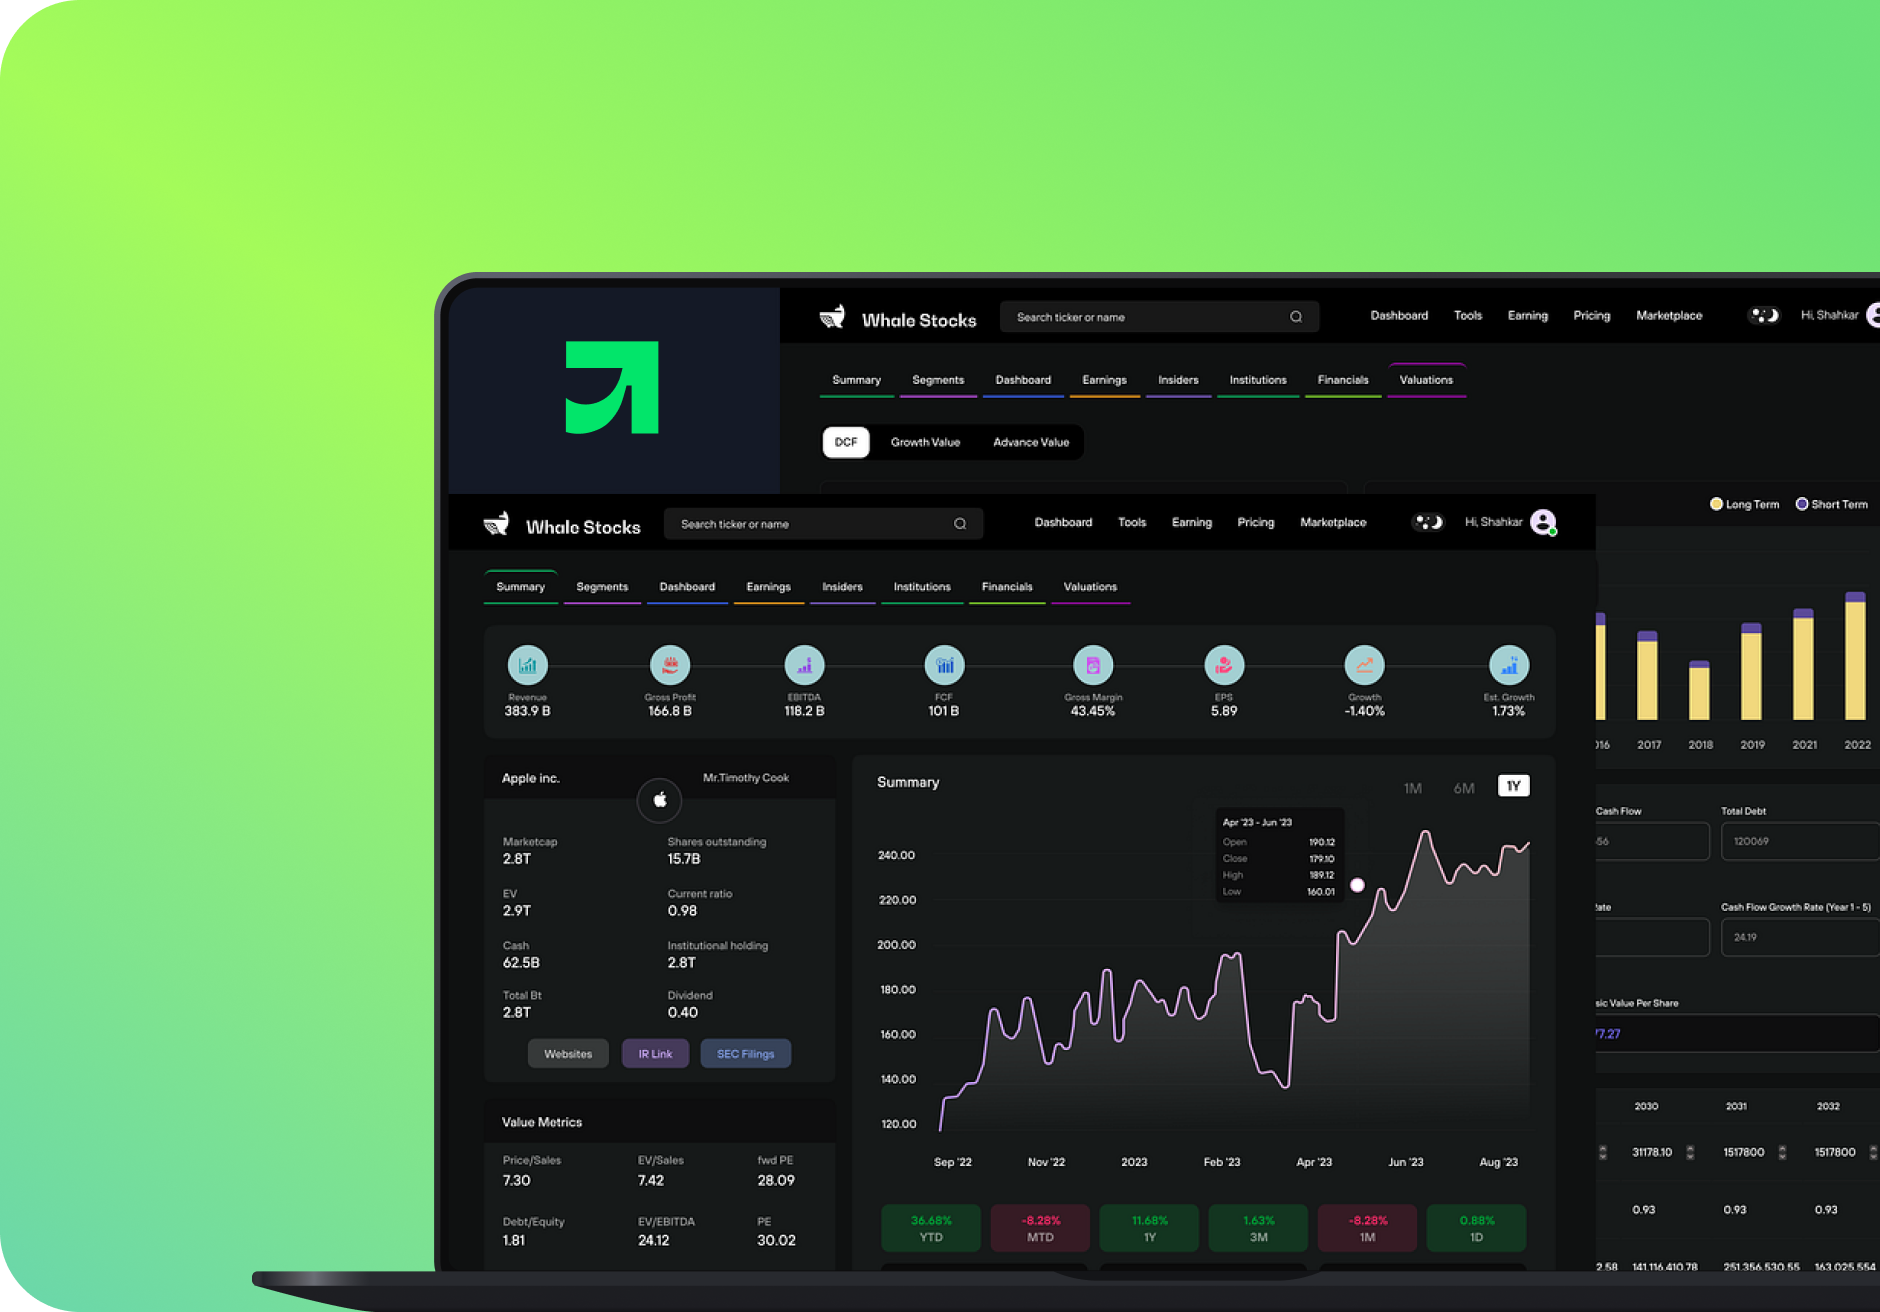 Whale Stocks
Search ticker or name
Dashboard Tools Earning Pricing Marketplace
Hi, Shahkar
Summary Segments Dashboard Earnings Insiders Institutions Financials Valuations
DCF Growth Value Advance Value
Long Term Short Term
Whale Stocks
Search ticker or name
Dashboard Tools Earning Pricing Marketplace
Hi, Shahkar
Summary Segments Dashboard Earnings Insiders Institutions Financials Valuations
Revenue Gross Profit EBITDA FCF Gross Margin EPS Growth Est. Growth
383.9 B 166.8 B 118.2 B 101 B 43.45% 5.89 -1.40% 1.73%
Apple inc.
Mr.Timothy Cook
Marketcap Shares outstanding
2.8T 15.7B
EV Current ratio
2.9T 0.98
Cash Institutional holding
62.5B 2.8T
Total Bt Dividend
2.8T 0.40
Websites IR Link SEC Filings
Value Metrics
Price/Sales EV/Sales fwd PE
7.30 7.42 28.09
Debt/Equity EV/EBITDA PE
1.81 24.12 30.02
Summary
1M 6M 1Y
Apr '23 - Jun '23
Open 190.12
Close 179.10
High 189.12
Low 160.01
240.00
220.00
200.00
180.00
160.00
140.00
120.00
Sep '22 Nov '22 2023 Feb '23 Apr '23 Jun '23 Aug '23
36.68% -8.28% 11.68% 1.63% -8.28% 0.88%
YTD MTD 1Y 3M 1M 1D
016 2017 2018 2019 2021 2022
Cash Flow Total Debt
56 120069
Rate Cash Flow Growth Rate (Year 1 - 5)
24.19
sic Value Per Share
77.27
2030 2031 2032
31178.10 1517800 1517800
0.93 0.93 0.93
2.58 141,116,410.78 251,356,530.55 163,025,554